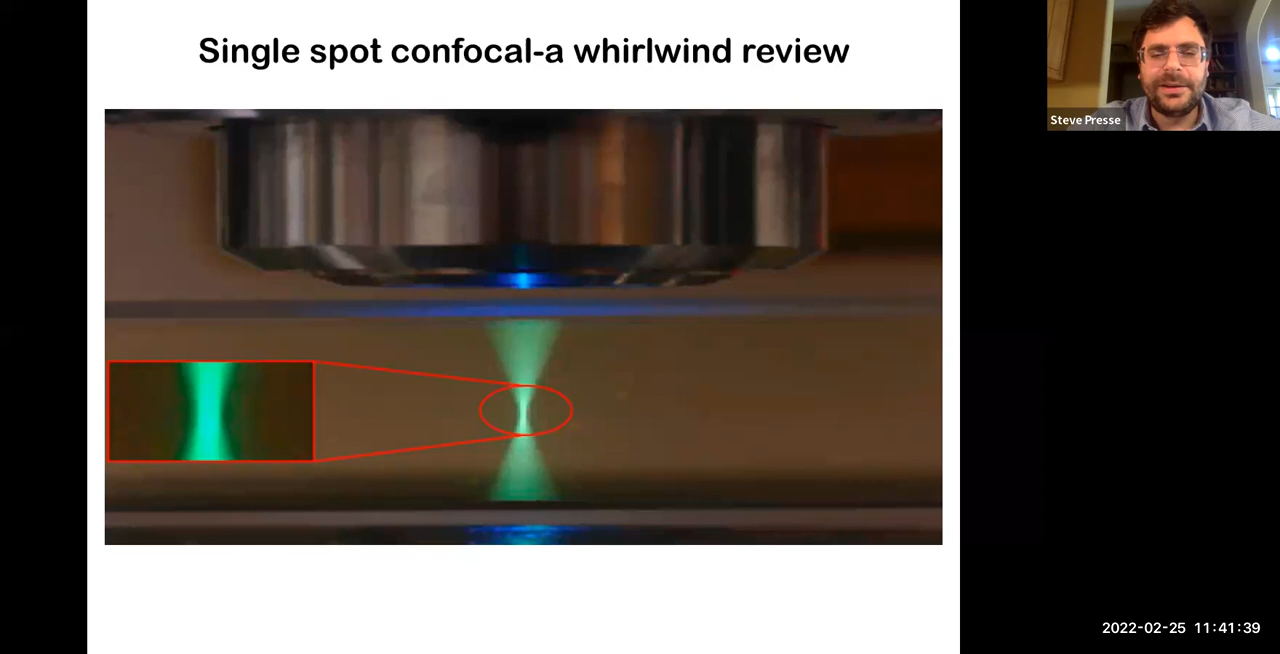 Single spot confocal-a whirlwind review
Steve Presse
2022-02-25 11:41:39